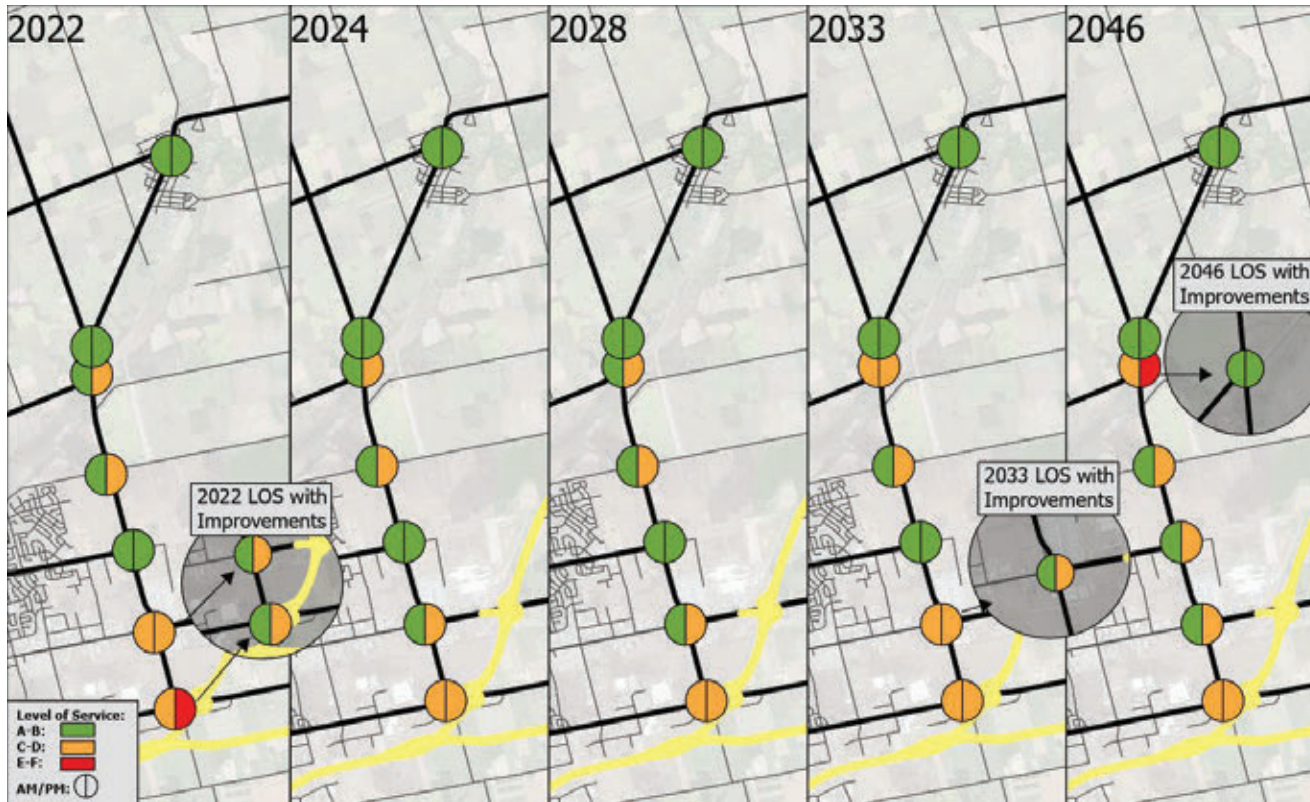 2022
2024
2028
2033
2046
2046 LOS with
Improvements
2033 LOS with
Improvements
2022 LOS with
Improvements
Level of Service:
A-B:
C-D:
E-F:
AM/PM: